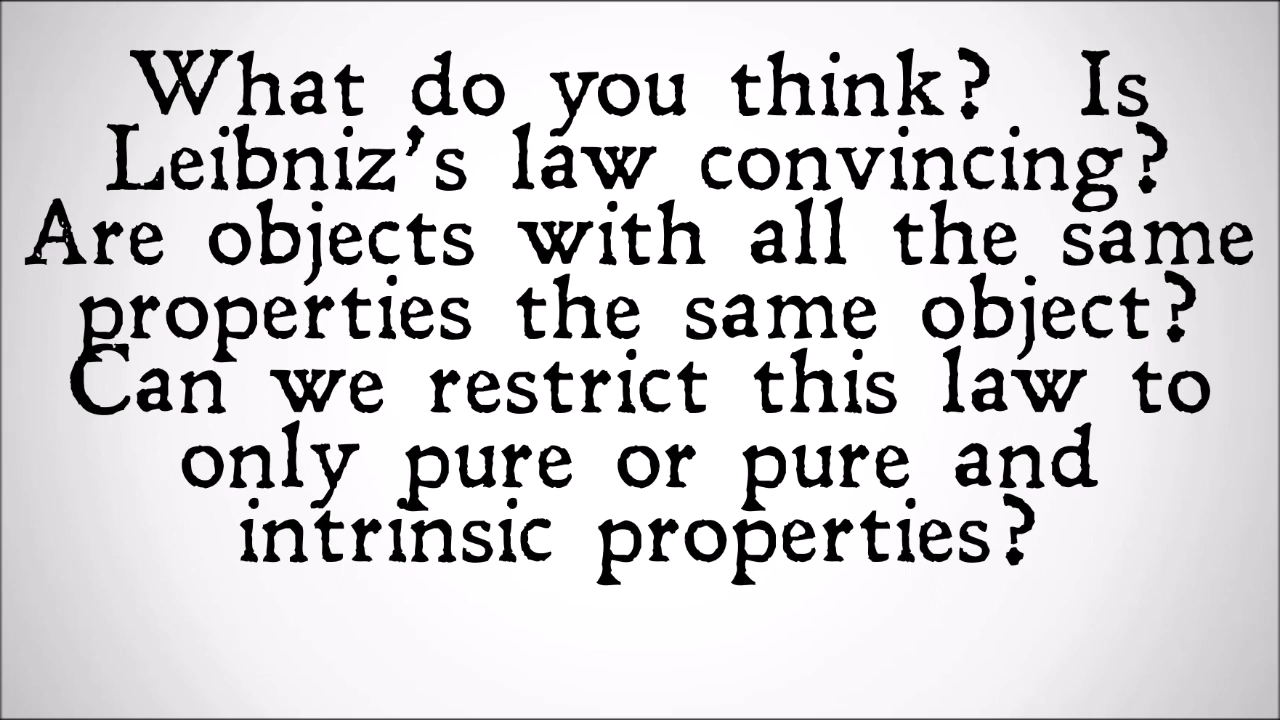 What do you think?  Is
Leibniz's law convincing?
Are objects with all the same
properties the same object?
Can we restrict this law to
only pure or pure and
intrinsic properties?